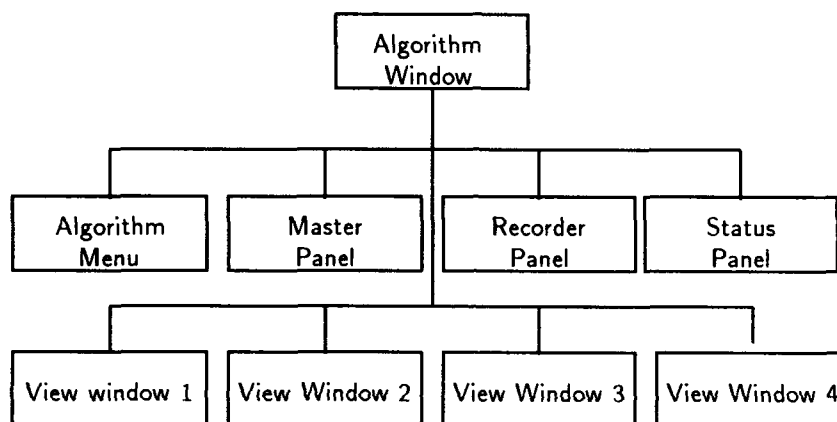 Algorithm
Window
Algorithm
Menu
Master
Panel
Recorder
Panel
Status
Panel
View window 1
View Window 2
View Window 3
View Window 4